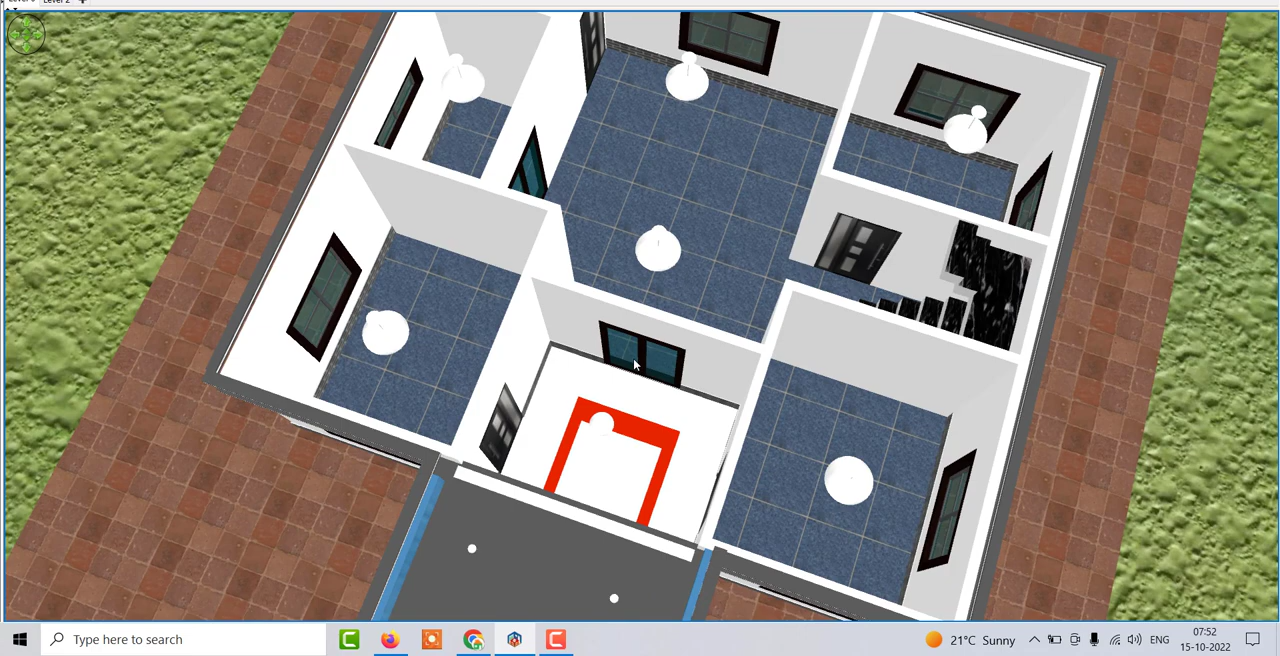 Level 2
Type here to search
21°C Sunny
ENG
07:52
15-10-2022